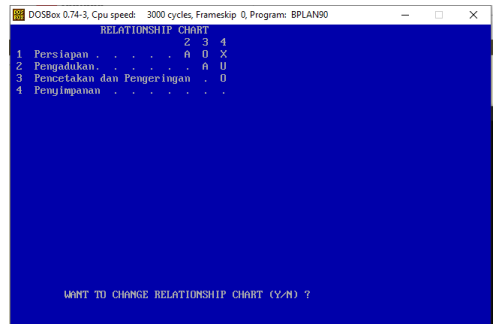 DOSBox 0.74-3, Cpu speed: 3000 cycles, Frameskip 0, Program: BPLAN90
RELATIONSHIP CHART
2 3 4
1 Persiapan . . . . . A O X
2 Pengadukan. . . . . . A U
3 Pencetakan dan Pengeringan . O
4 Penyimpanan . . . . . . .
WANT TO CHANGE RELATIONSHIP CHART (Y/N) ?